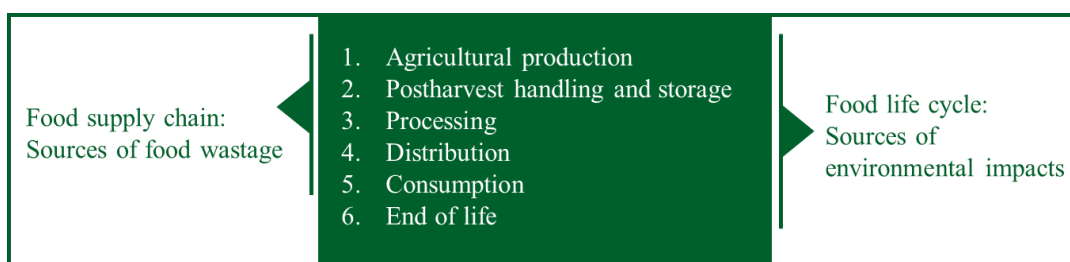 Food supply chain:
Sources of food wastage
1. Agricultural production
2. Postharvest handling and storage
3. Processing
4. Distribution
5. Consumption
6. End of life
Food life cycle:
Sources of
environmental impacts